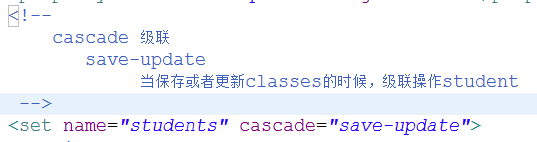 <!--
cascade 级联
save-update
当保存或者更新classes的时候，级联操作student
-->
<set name="students" cascade="save-update">